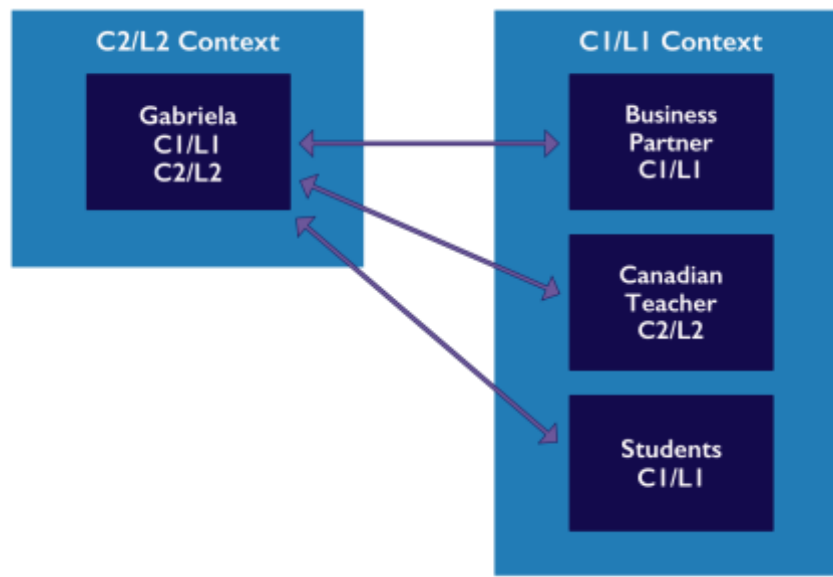 C2/L2 Context
Gabriela
C1/L1
C2/L2
C1/L1 Context
Business
Partner
C1/L1
Canadian
Teacher
C2/L2
Students
C1/L1